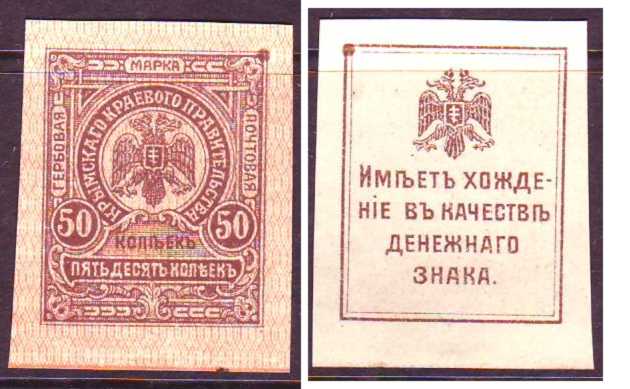 МАРКА
ГЕРБОВАЯ
ПОЧТОВАЯ
КРЫМСКАГО КРАЕВОГО ПРАВИТЕЛЬСТВА
50
50
КОПѢЕКЪ
ПЯТЬДЕСЯТЪ КОПѢЕКЪ
ИМѢЕТЪ ХОЖДЕ-
НІЕ ВЪ КАЧЕСТВѢ
ДЕНЕЖНАГО
ЗНАКА.